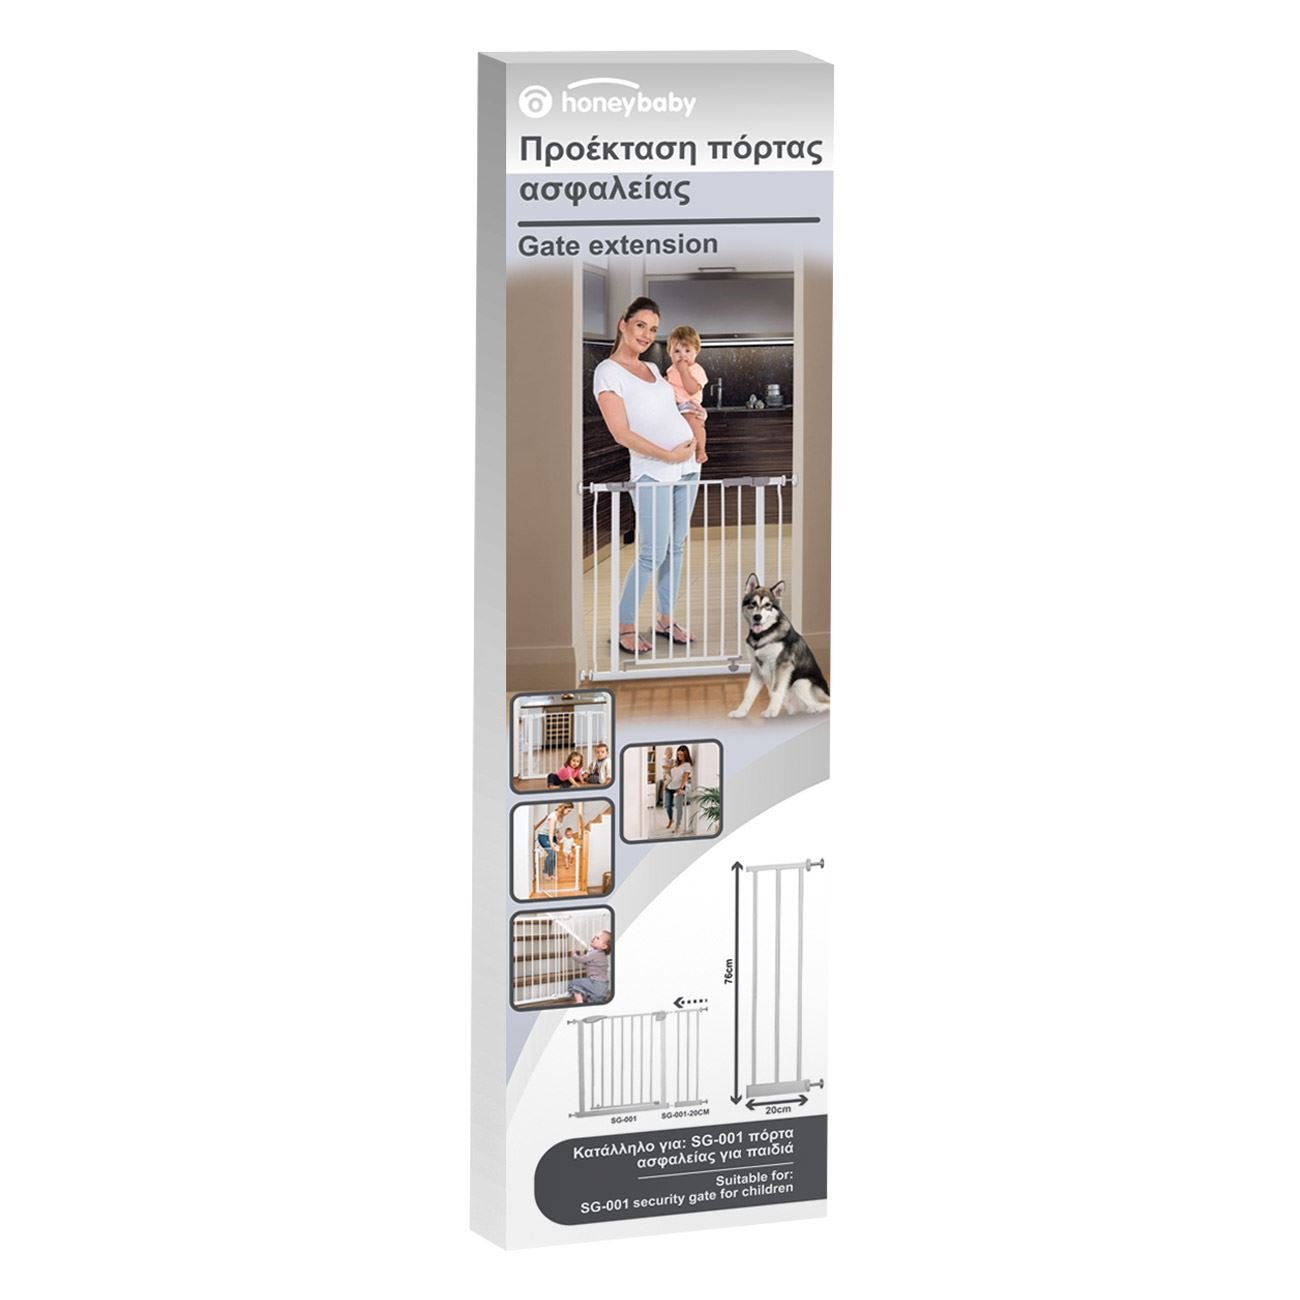 honeybaby
Προέκταση πόρτας
ασφαλείας
Gate extension
76cm
20cm
SG-001
SG-001-20CM
Κατάλληλο για: SG-001 πόρτα
ασφαλείας για παιδιά
Suitable for:
SG-001 security gate for children